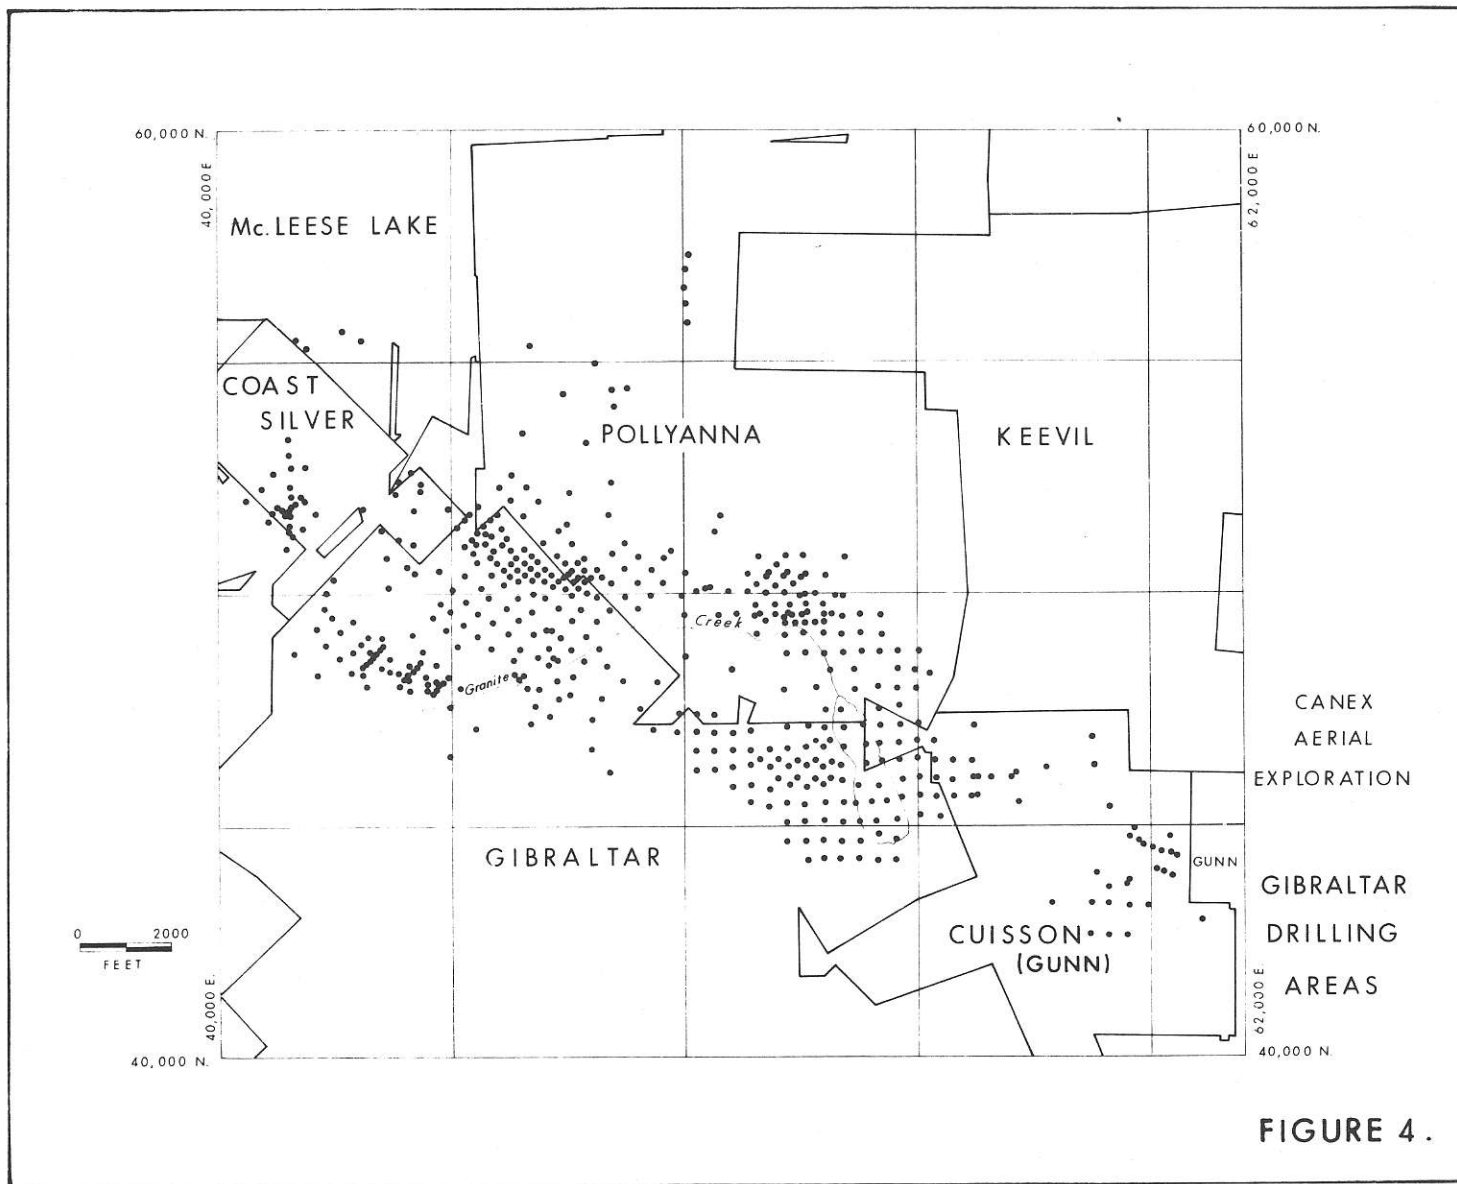 60,000 N.
60,000 N.
40,000 E
62,000 E
Mc. LEESE LAKE
COAST
SILVER
POLLYANNA
KEEVIL
Creek
Granite
CANEX
AERIAL
EXPLORATION
GIBRALTAR
GUNN
GIBRALTAR
DRILLING
AREAS
CUISSON
(GUNN)
0 2000
FEET
40,000 E.
62,000 E.
40,000 N.
40,000 N.
FIGURE 4.